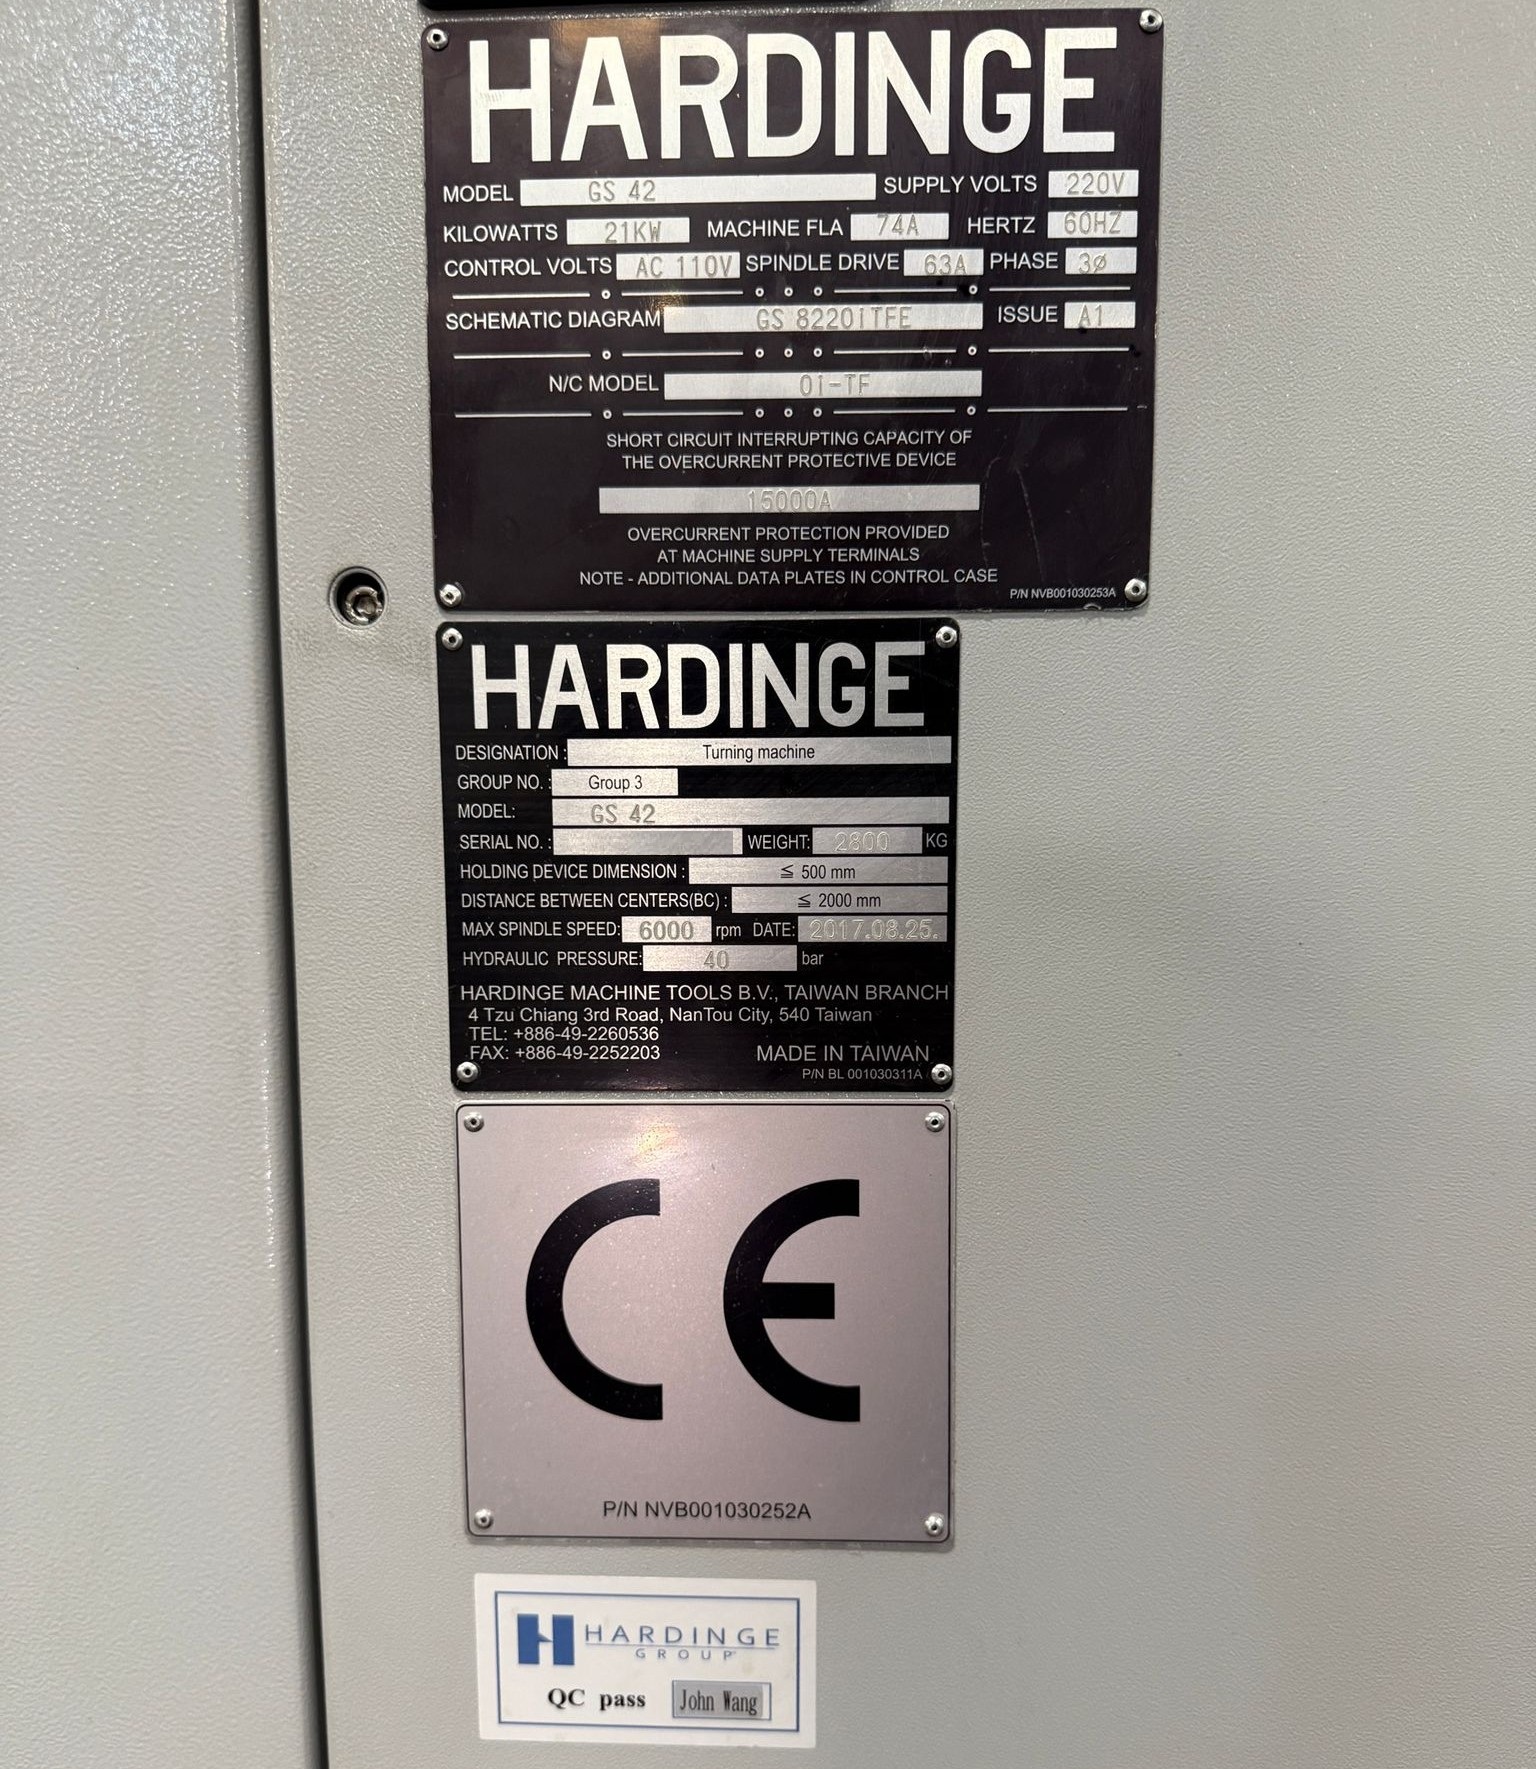 HARDINGE
MODEL GS 42 SUPPLY VOLTS 220V
KILOWATTS 21KW MACHINE FLA 74A HERTZ 60HZ
CONTROL VOLTS AC 110V SPINDLE DRIVE 63A PHASE 3ø
SCHEMATIC DIAGRAM GS 8220iTFE ISSUE A1
N/C MODEL 0i-TF
SHORT CIRCUIT INTERRUPTING CAPACITY OF
THE OVERCURRENT PROTECTIVE DEVICE
15000A
OVERCURRENT PROTECTION PROVIDED
AT MACHINE SUPPLY TERMINALS
NOTE - ADDITIONAL DATA PLATES IN CONTROL CASE
P/N NVB001030253A
HARDINGE
DESIGNATION : Turning machine
GROUP NO. : Group 3
MODEL: GS 42
SERIAL NO. : WEIGHT: 2800 KG
HOLDING DEVICE DIMENSION : ≦ 500 mm
DISTANCE BETWEEN CENTERS(BC) : ≦ 2000 mm
MAX SPINDLE SPEED: 6000 rpm DATE: 2017.08.25.
HYDRAULIC PRESSURE: 40 bar
HARDINGE MACHINE TOOLS B.V., TAIWAN BRANCH
4 Tzu Chiang 3rd Road, NanTou City, 540 Taiwan
TEL: +886-49-2260536
FAX: +886-49-2252203 MADE IN TAIWAN
P/N BL 001030311A
CE
P/N NVB001030252A
HARDINGE
GROUP
QC pass John Wang